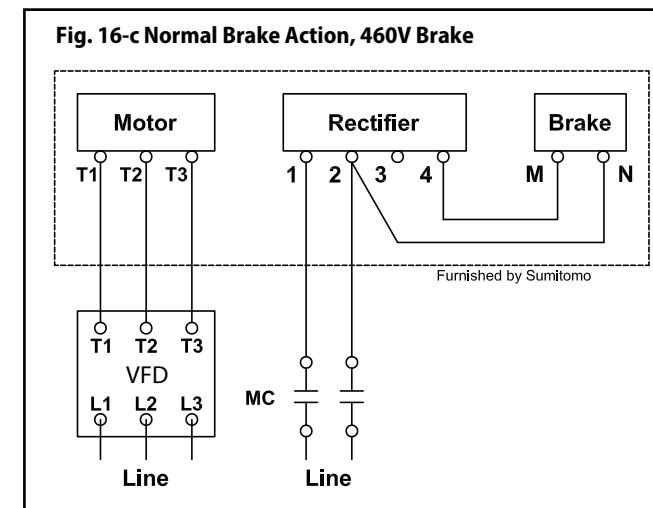 Fig. 16-c Normal Brake Action, 460V Brake
Motor Rectifier Brake
T1 T2 T3 1 2 3 4 M N
Furnished by Sumitomo
T1 T2 T3
VFD
MC
L1 L2 L3
Line Line